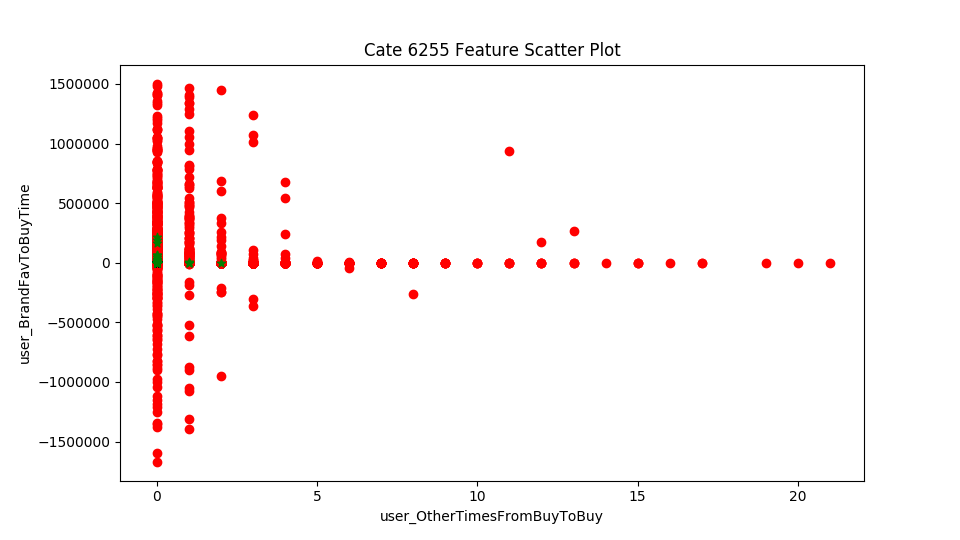 Cate 6255 Feature Scatter Plot
1500000
1000000
500000
0
−500000
−1000000
−1500000
user_BrandFavToBuyTime
0 5 10 15 20
user_OtherTimesFromBuyToBuy